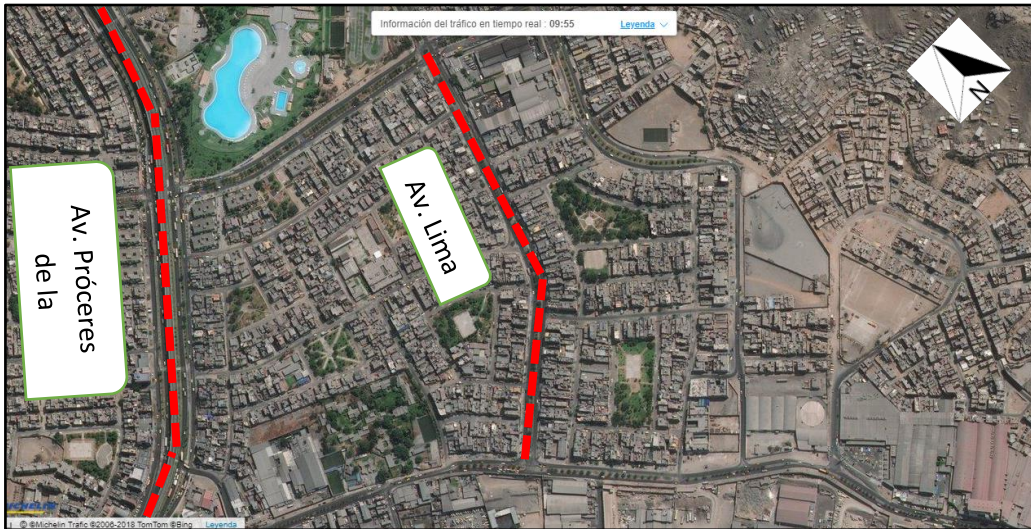 Información del tráfico en tiempo real : 09:55 Leyenda
N
Av. Lima
Av. Próceres
de la
© @Michelin Trafic ©2006-2018 TomTom ©Bing Leyenda